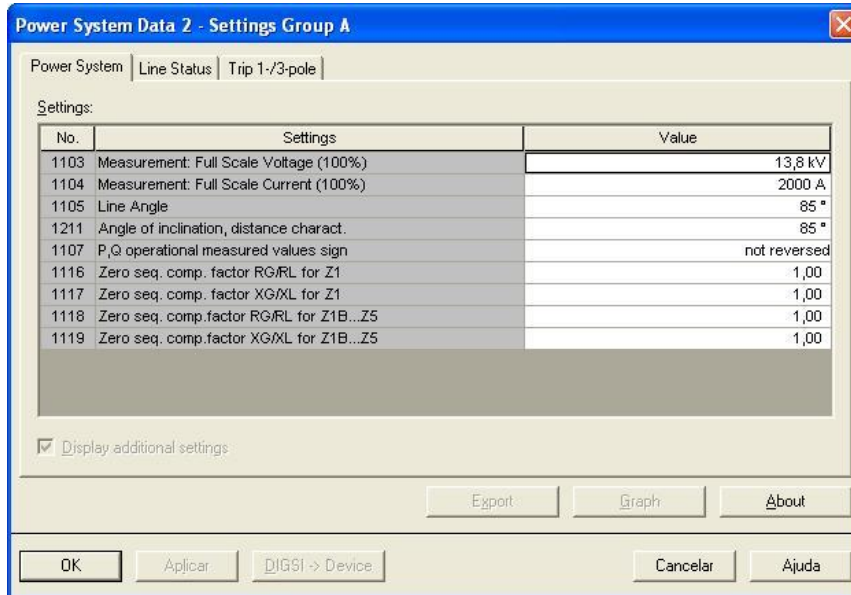 Power System Data 2 - Settings Group A
Power System Line Status Trip 1-/3-pole
Settings:
No. Settings Value
1103 Measurement: Full Scale Voltage (100%) 13,8 kV
1104 Measurement: Full Scale Current (100%) 2000 A
1105 Line Angle 85 °
1211 Angle of inclination, distance charact. 85 °
1107 P,Q operational measured values sign not reversed
1116 Zero seq. comp. factor RG/RL for Z1 1,00
1117 Zero seq. comp. factor XG/XL for Z1 1,00
1118 Zero seq. comp.factor RG/RL for Z1B...Z5 1,00
1119 Zero seq. comp.factor XG/XL for Z1B...Z5 1,00
Display additional settings
Export Graph About
OK Aplicar DIGSI -> Device Cancelar Ajuda